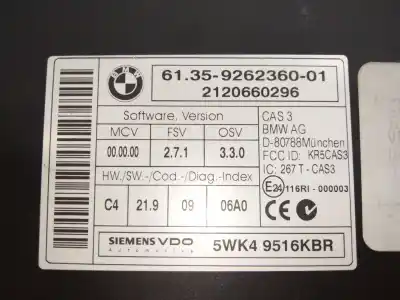 BMW
61.35-9262360-01
2120660296
Software, Version
MCV FSV OSV
00.00.00 2.7.1 3.3.0
HW./SW.-/Cod.-/Diag.-Index
C4 21.9 09 06A0
CAS 3
BMW AG
D-80788München
FCC ID: KR5CAS3
IC: 267 T - CAS3
E24 116RI - 000003
SIEMENS VDO
Automotive
5WK4 9516KBR